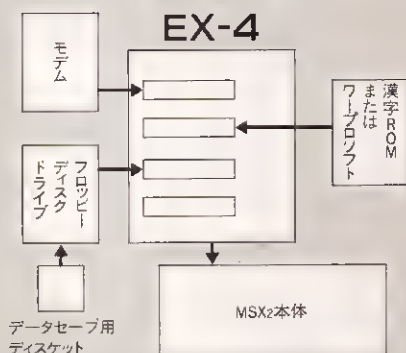 EX-4
モデム
漢字ROM
または
ワープロソフト
フロッピー
ディスク
ドライブ
データセーブ用
ディスケット
MSX2本体